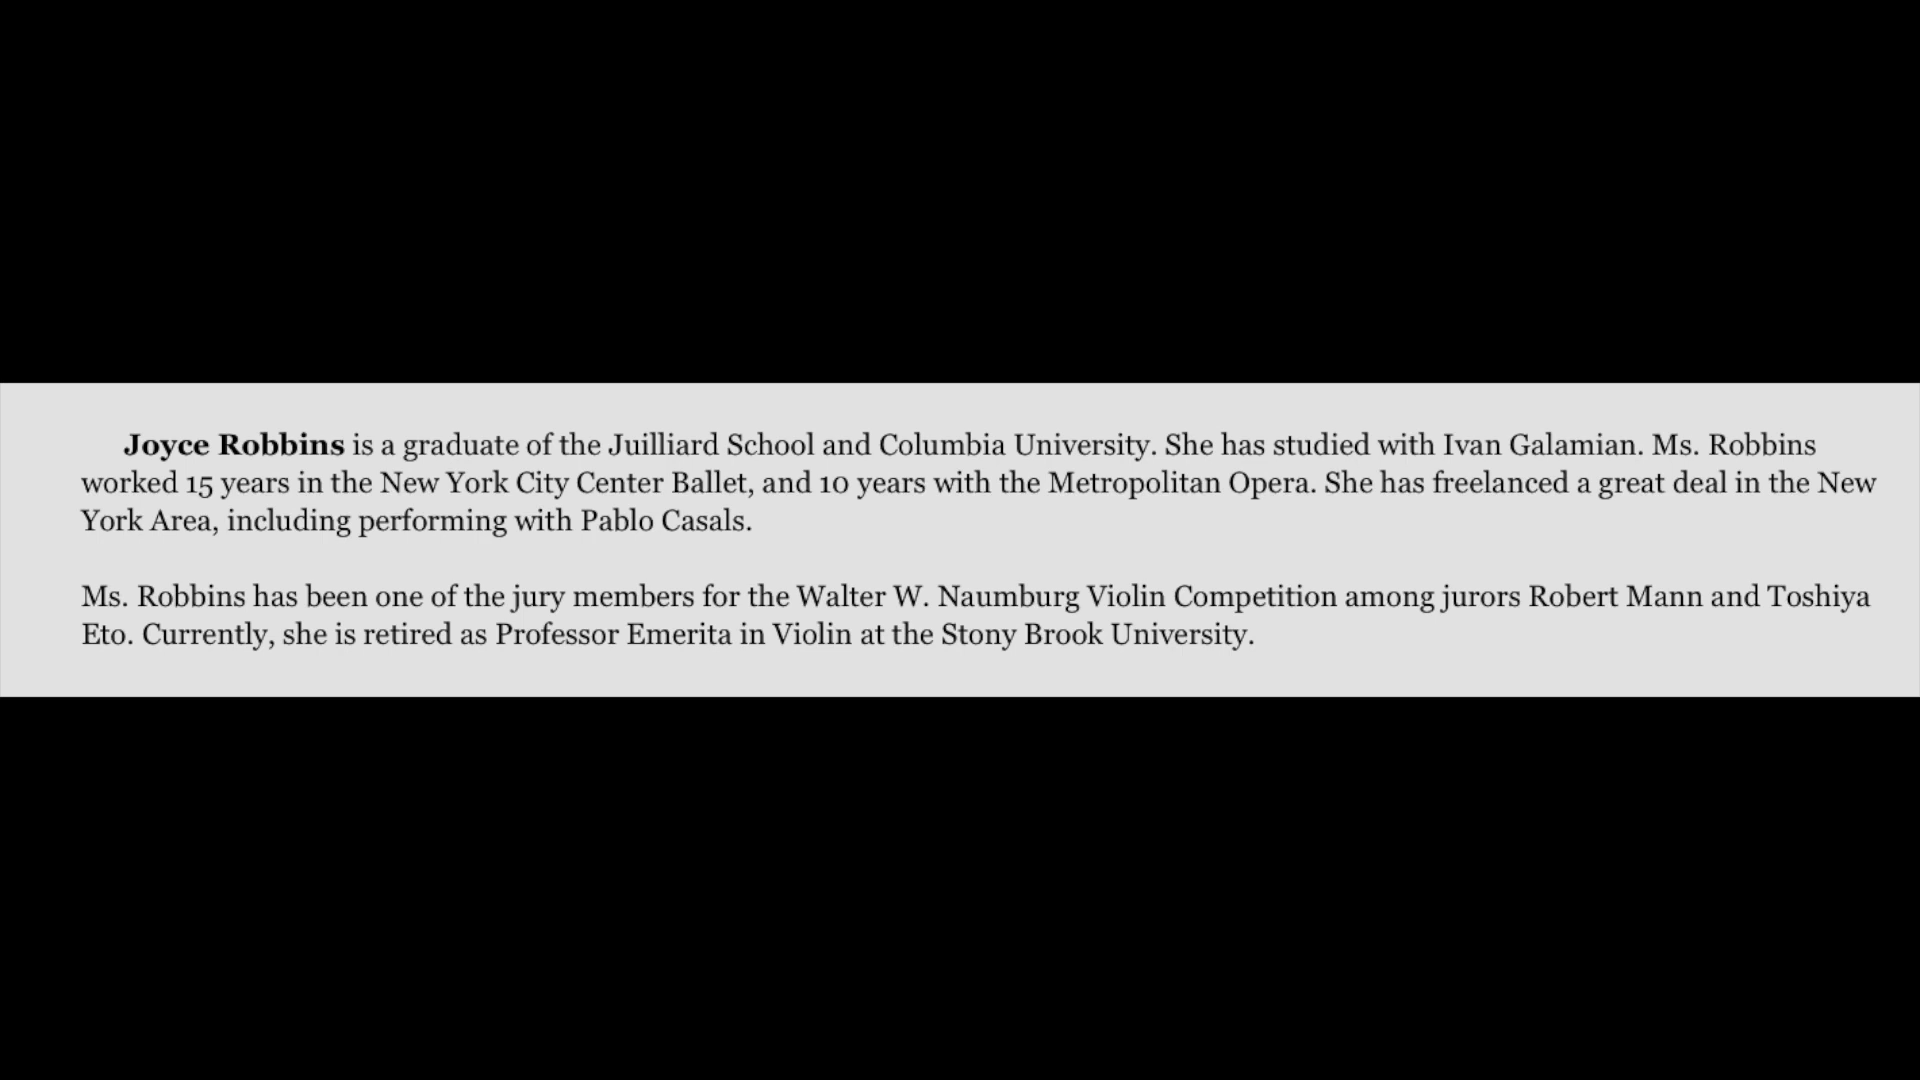 Joyce Robbins is a graduate of the Juilliard School and Columbia University. She has studied with Ivan Galamian. Ms. Robbins
worked 15 years in the New York City Center Ballet, and 10 years with the Metropolitan Opera. She has freelanced a great deal in the New
York Area, including performing with Pablo Casals.
Ms. Robbins has been one of the jury members for the Walter W. Naumburg Violin Competition among jurors Robert Mann and Toshiya
Eto. Currently, she is retired as Professor Emerita in Violin at the Stony Brook University.